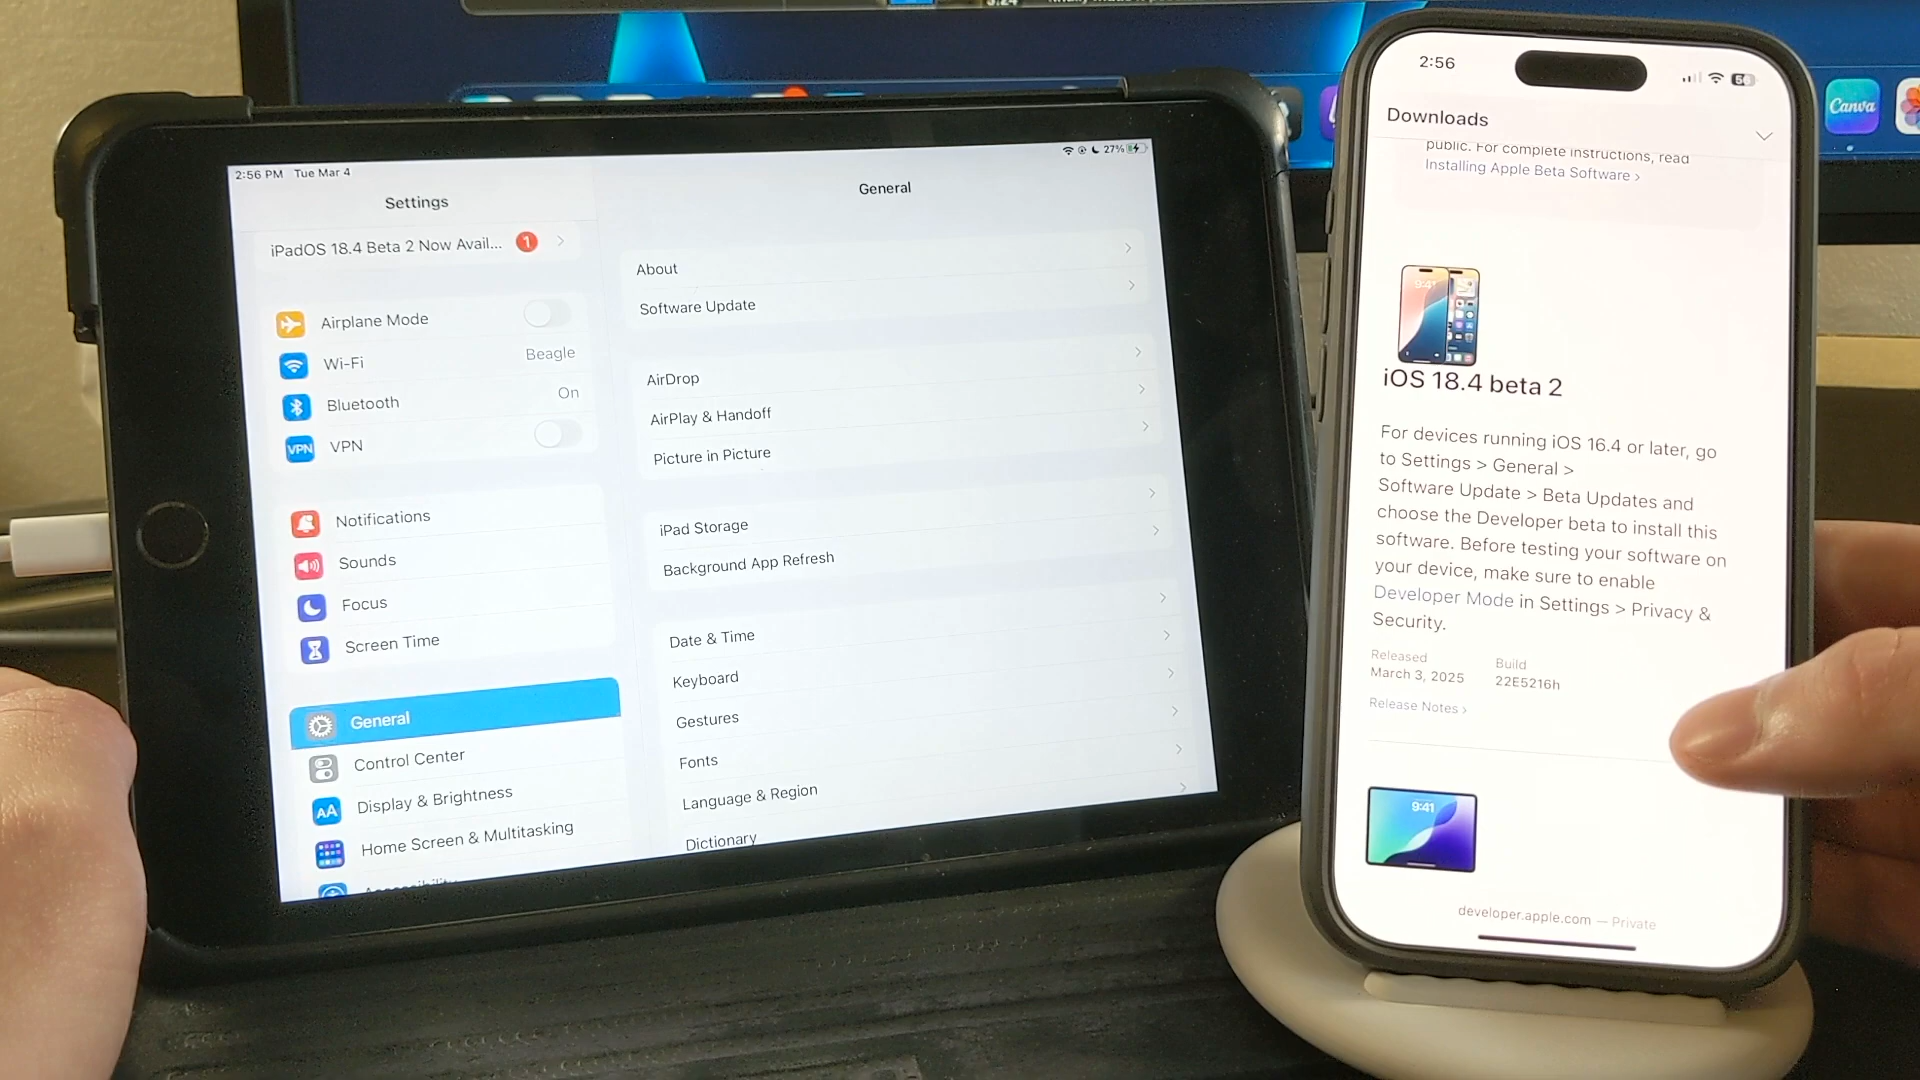 2:56 PM Tue Mar 4
27%
Settings
iPadOS 18.4 Beta 2 Now Avail... 1
Airplane Mode
Wi-Fi Beagle
Bluetooth On
VPN VPN
Notifications
Sounds
Focus
Screen Time
General
Control Center
AA Display & Brightness
Home Screen & Multitasking
Accessibility
General
About
Software Update
AirDrop
AirPlay & Handoff
Picture in Picture
iPad Storage
Background App Refresh
Date & Time
Keyboard
Gestures
Fonts
Language & Region
Dictionary
2:56
Downloads
public. For complete instructions, read
Installing Apple Beta Software >
9:41
iOS 18.4 beta 2
For devices running iOS 16.4 or later, go
to Settings > General >
Software Update > Beta Updates and
choose the Developer beta to install this
software. Before testing your software on
your device, make sure to enable
Developer Mode in Settings > Privacy &
Security.
Released
March 3, 2025
Build
22E5216h
Release Notes >
9:41
developer.apple.com — Private
Canva